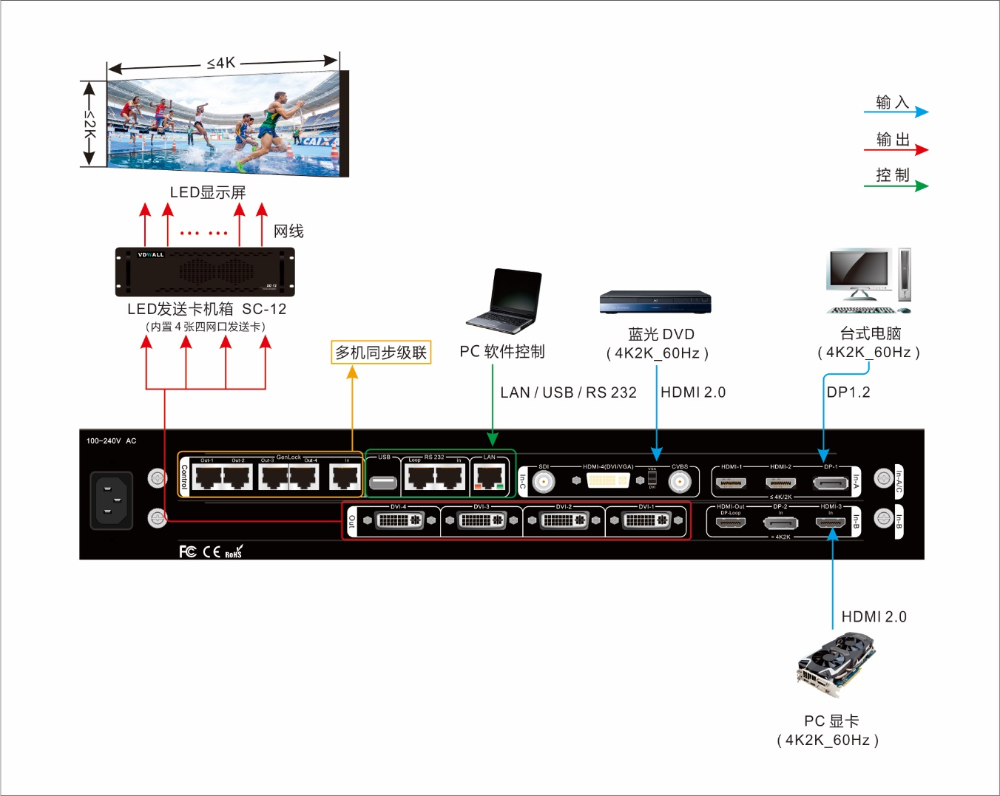 ≤4K
≤2K
CAIXA
LED显示屏
网线
VDWALL
SC-12
LED发送卡机箱 SC-12
(内置 4 张四网口发送卡)
输 入
输 出
控 制
多机同步级联
PC 软件控制
LAN / USB / RS 232
蓝光 DVD
( 4K2K_60Hz )
HDMI 2.0
台式电脑
( 4K2K_60Hz )
DP1.2
100~240V AC
Control
GenLock
Out-1
Out-2
Out-3
Out-4
In
USB
RS 232
Loop
In
LAN
In-C
SDI
HDMI-4(DVI/VGA)
VGA
DVI
CVBS
HDMI-1
HDMI-2
DP-1
≤ 4K/2K
In-A
In-A/C
Out
DVI-4
DVI-3
DVI-2
DVI-1
HDMI-Out
DP-Loop
DP-2
In
HDMI-3
In
= 4K2K
In-B
In-B
FC CE RoHS
HDMI 2.0
PC 显卡
( 4K2K_60Hz )